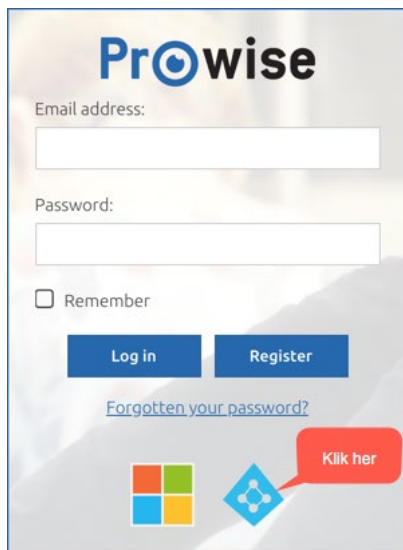 Prowise
Email address:
Password:
Remember
Log in
Register
Forgotten your password?
Klik her